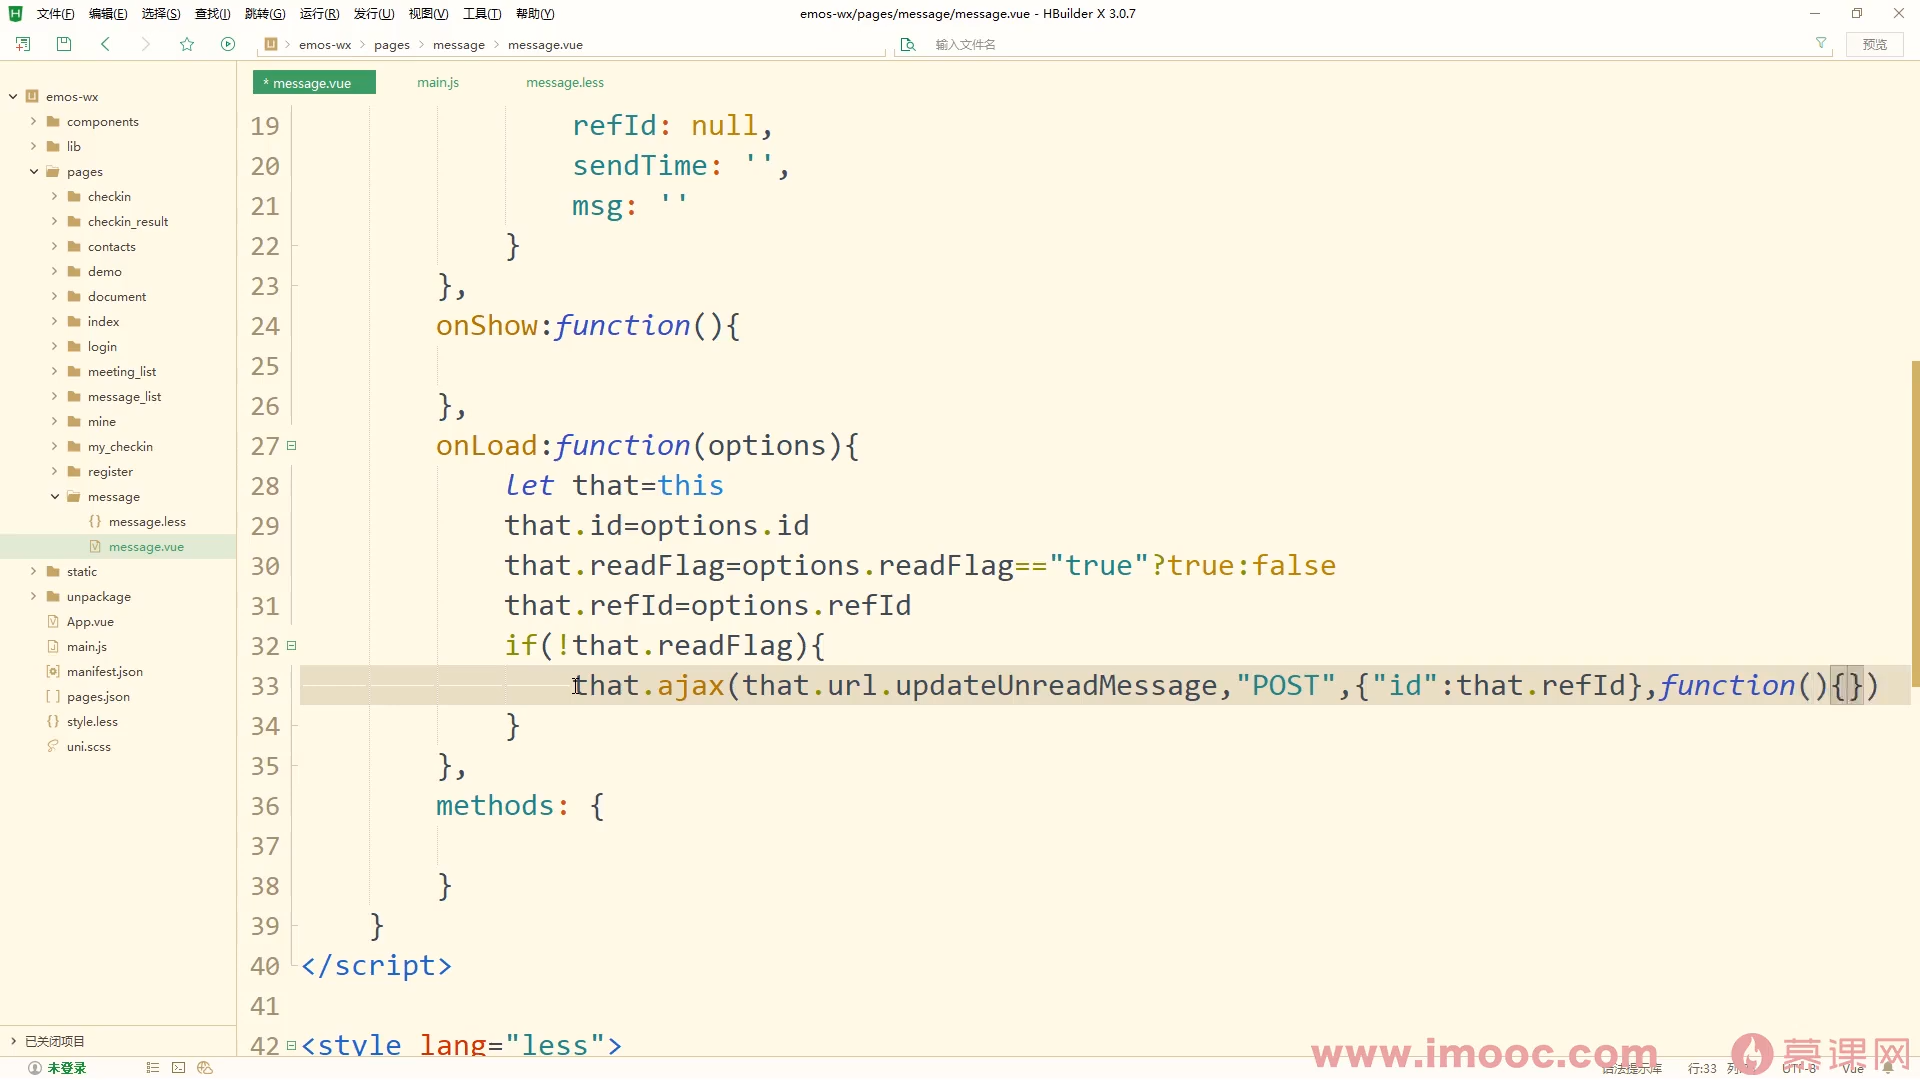 文件(F) 编辑(E) 选择(S) 查找(I) 跳转(G) 运行(R) 发行(U) 视图(V) 工具(T) 帮助(Y)
emos-wx/pages/message/message.vue - HBuilder X 3.0.7
emos-wx > pages > message > message.vue
输入文件名
预览
* message.vue main.js message.less
emos-wx
components
lib
pages
checkin
checkin_result
contacts
demo
document
index
login
meeting_list
message_list
mine
my_checkin
register
message
message.less
message.vue
static
unpackage
App.vue
main.js
manifest.json
pages.json
style.less
uni.scss
已关闭项目
未登录
19 refId: null,
20 sendTime: '',
21 msg: ''
22 }
23 },
24 onShow:function(){
25
26 },
27 onLoad:function(options){
28 let that=this
29 that.id=options.id
30 that.readFlag=options.readFlag=="true"?true:false
31 that.refId=options.refId
32 if(!that.readFlag){
33 that.ajax(that.url.updateUnreadMessage,"POST",{"id":that.refId},function(){})
34 }
35 },
36 methods: {
37
38 }
39 }
40 </script>
41
42 <style lang="less">
www.imooc.com 慕课网
语法提示库 行:33 UTF-8 Vue